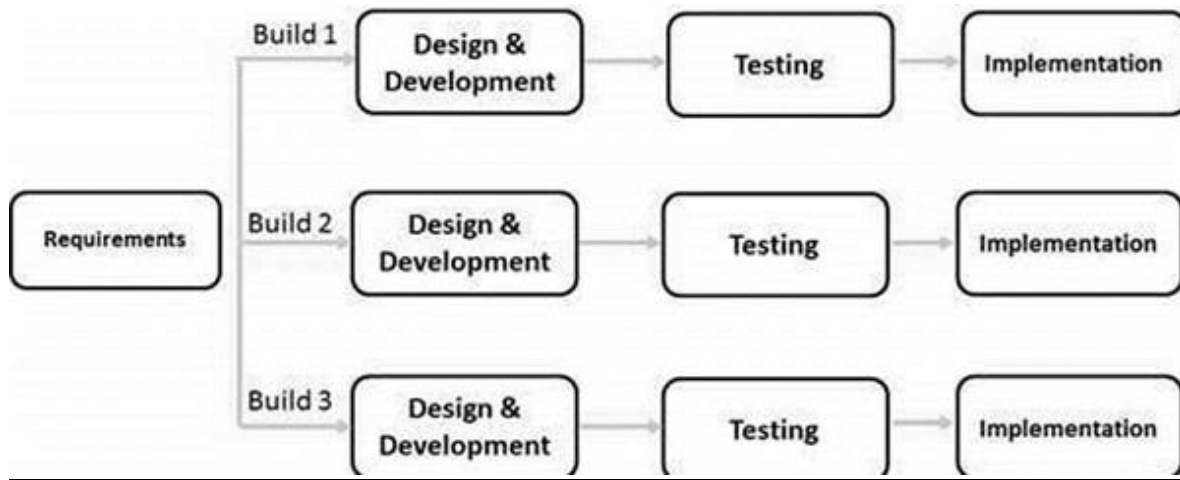 Build 1
Design &
Development
Testing
Implementation
Requirements
Build 2
Design &
Development
Testing
Implementation
Build 3
Design &
Development
Testing
Implementation